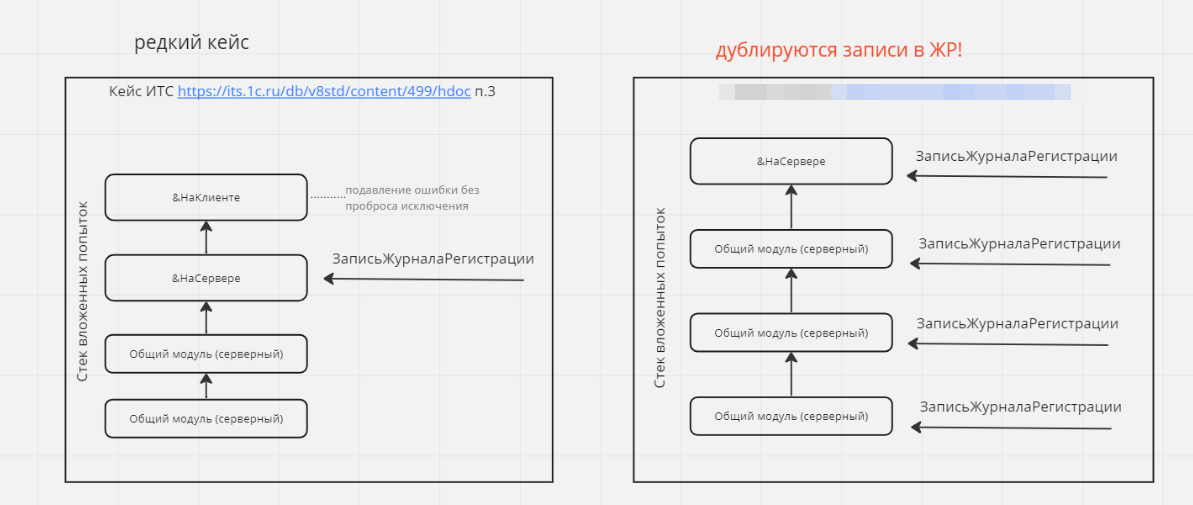 редкий кейс
Кейс ИТС https://its.1c.ru/db/v8std/content/499/hdoc п.3
Стек вложенных попыток
&НаКлиенте
подавление ошибки без
проброса исключения
&НаСервере
ЗаписьЖурналаРегистрации
Общий модуль (серверный)
Общий модуль (серверный)
дублируются записи в ЖР!
Стек вложенных попыток
&НаСервере
ЗаписьЖурналаРегистрации
Общий модуль (серверный)
ЗаписьЖурналаРегистрации
Общий модуль (серверный)
ЗаписьЖурналаРегистрации
Общий модуль (серверный)
ЗаписьЖурналаРегистрации